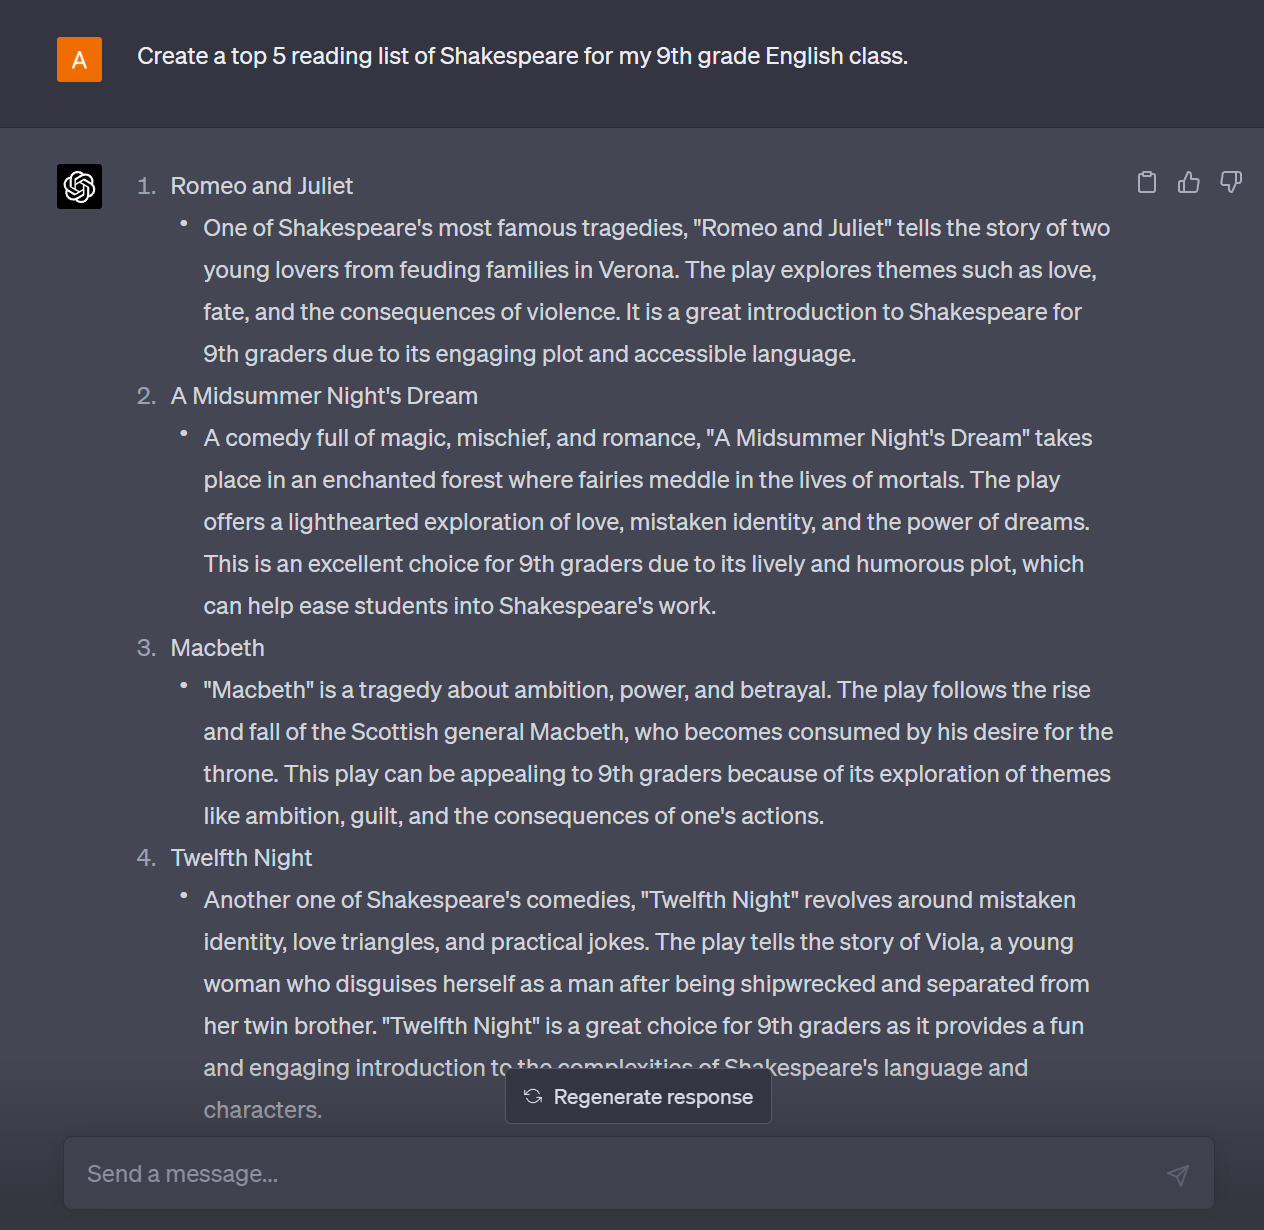 A
Create a top 5 reading list of Shakespeare for my 9th grade English class.
1. Romeo and Juliet
• One of Shakespeare's most famous tragedies, "Romeo and Juliet" tells the story of two
young lovers from feuding families in Verona. The play explores themes such as love,
fate, and the consequences of violence. It is a great introduction to Shakespeare for
9th graders due to its engaging plot and accessible language.
2. A Midsummer Night's Dream
• A comedy full of magic, mischief, and romance, "A Midsummer Night's Dream" takes
place in an enchanted forest where fairies meddle in the lives of mortals. The play
offers a lighthearted exploration of love, mistaken identity, and the power of dreams.
This is an excellent choice for 9th graders due to its lively and humorous plot, which
can help ease students into Shakespeare's work.
3. Macbeth
• "Macbeth" is a tragedy about ambition, power, and betrayal. The play follows the rise
and fall of the Scottish general Macbeth, who becomes consumed by his desire for the
throne. This play can be appealing to 9th graders because of its exploration of themes
like ambition, guilt, and the consequences of one's actions.
4. Twelfth Night
• Another one of Shakespeare's comedies, "Twelfth Night" revolves around mistaken
identity, love triangles, and practical jokes. The play tells the story of Viola, a young
woman who disguises herself as a man after being shipwrecked and separated from
her twin brother. "Twelfth Night" is a great choice for 9th graders as it provides a fun
and engaging introduction to the complexities of Shakespeare's language and
characters.
Regenerate response
Send a message...